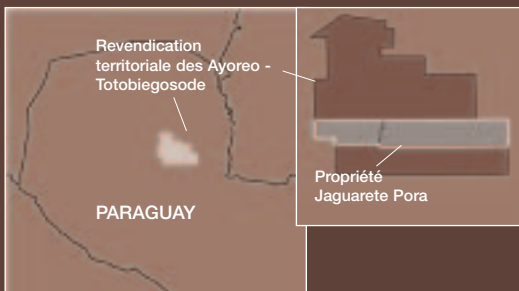 Revendication
territoriale des Ayoreo -
Totobiegosode
PARAGUAY
Propriété
Jaguarete Pora